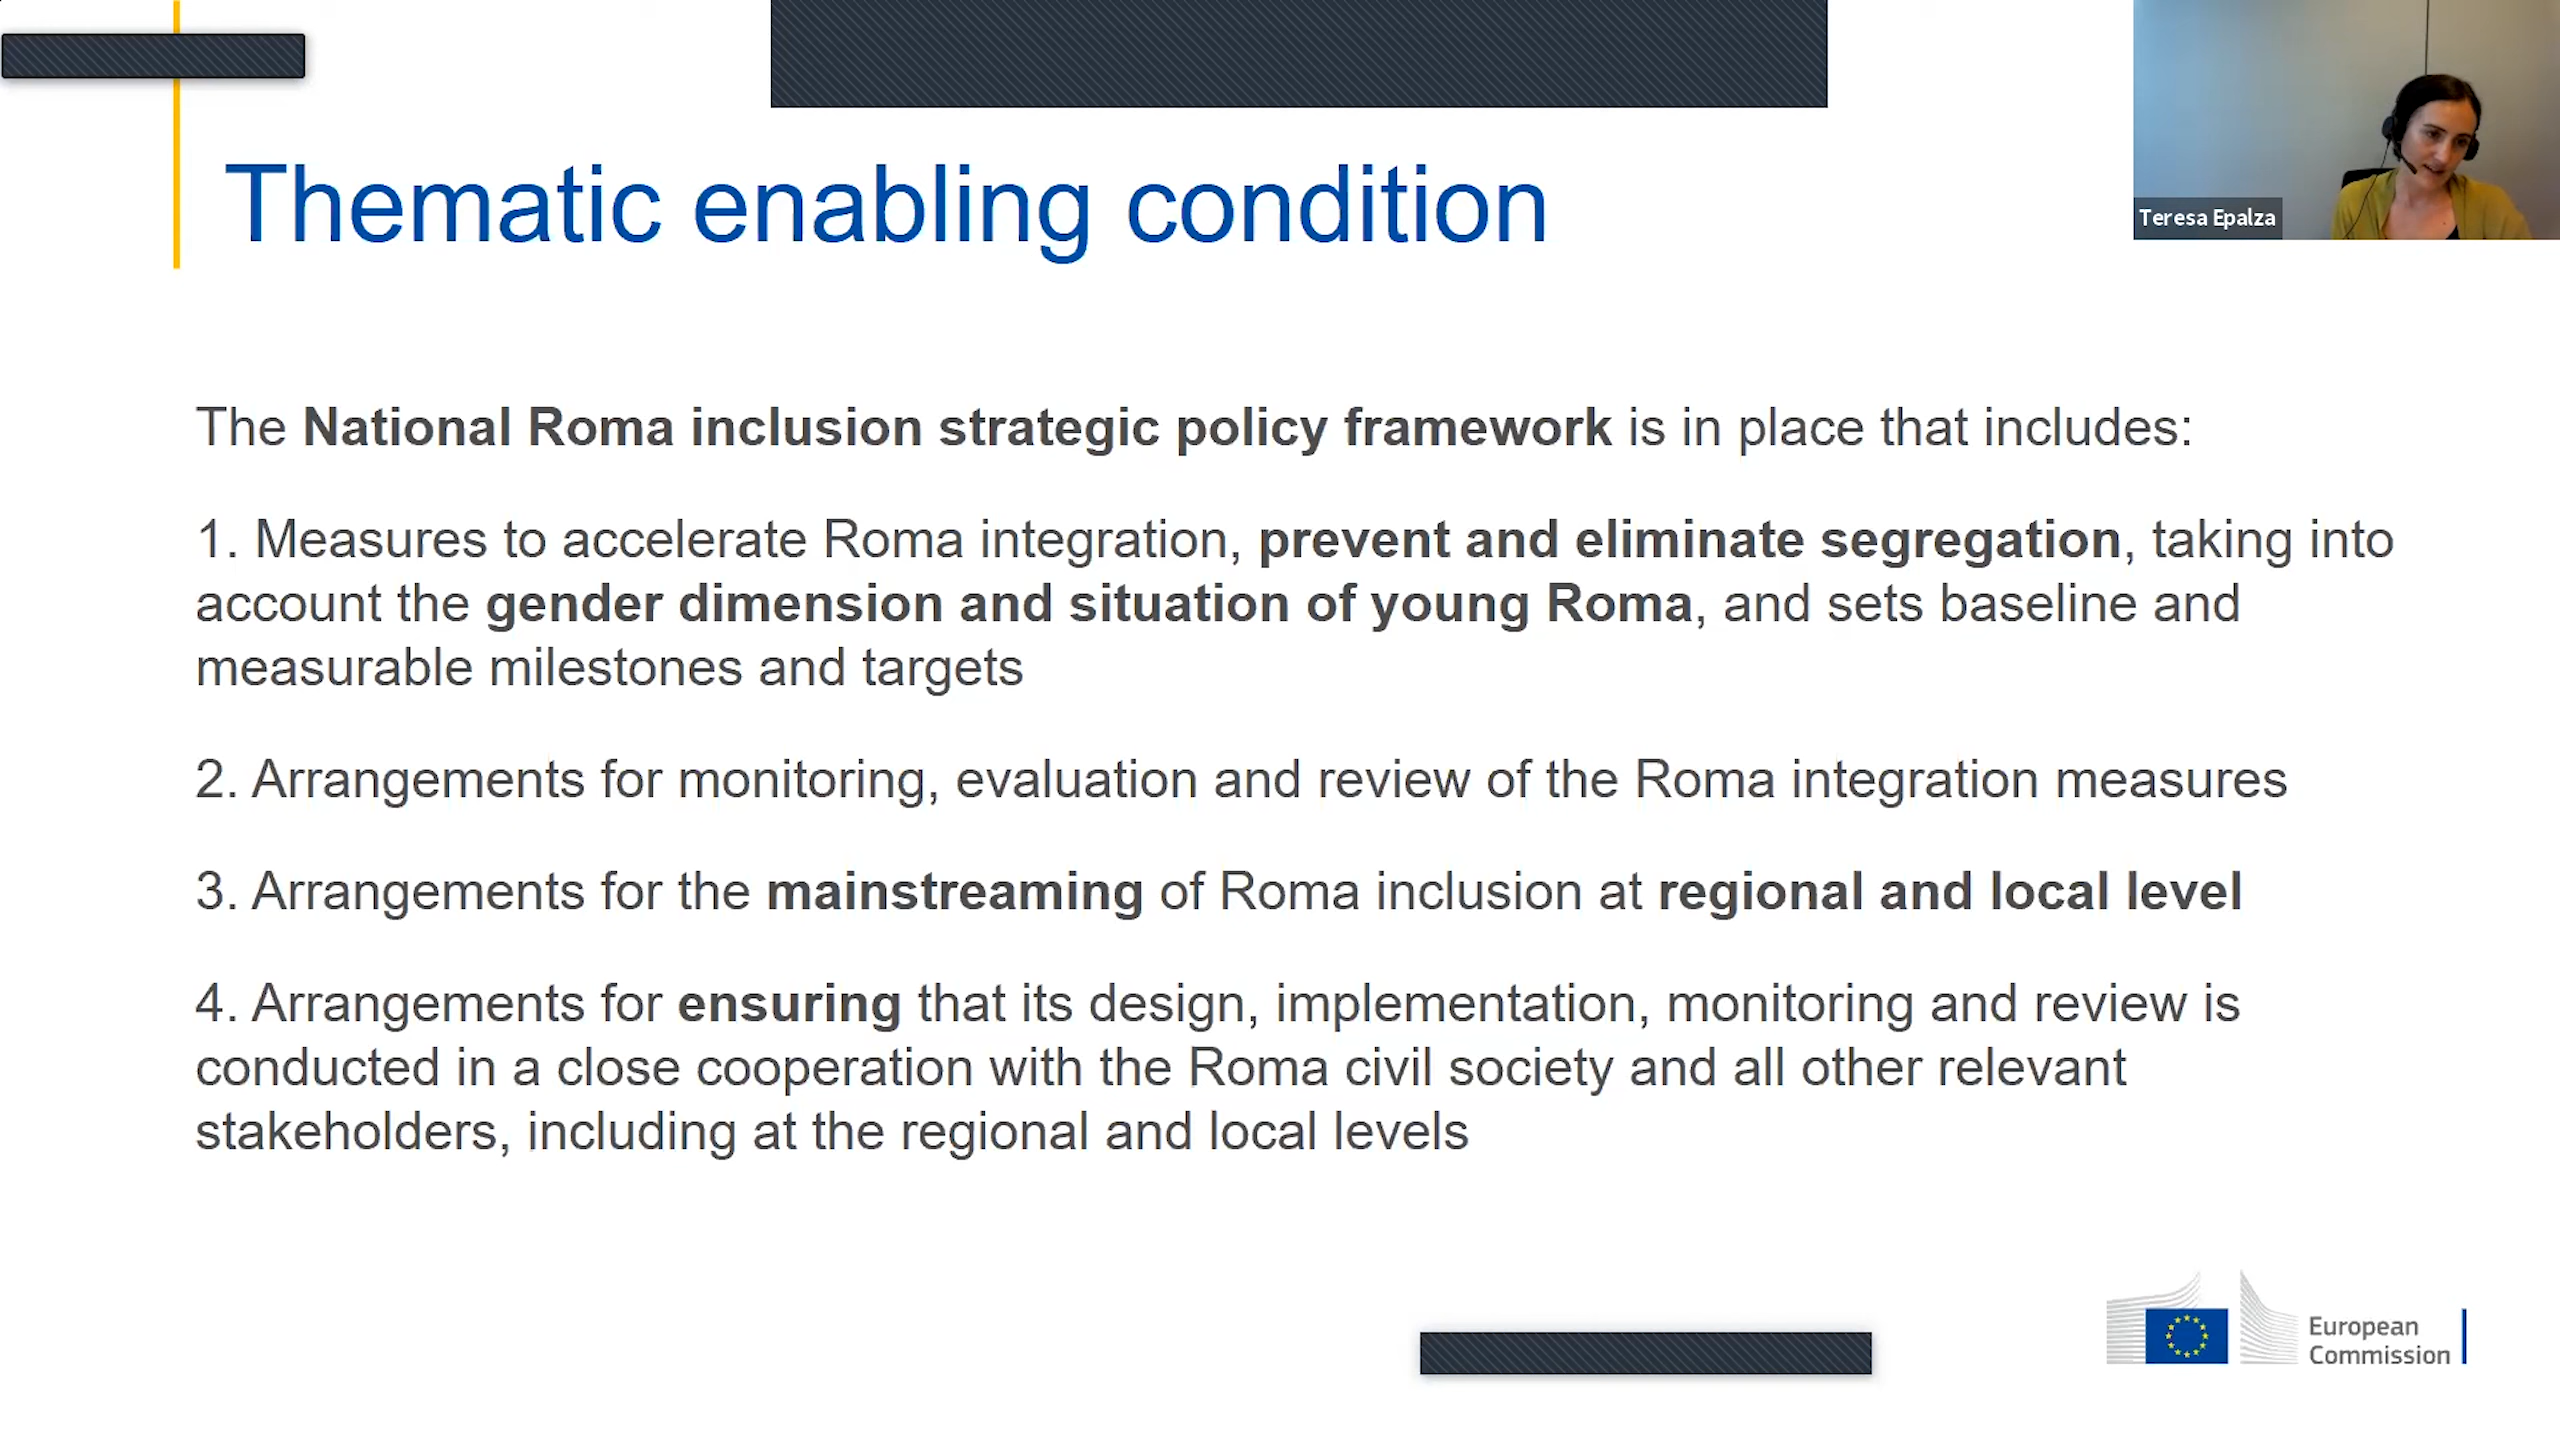 Thematic enabling condition
Teresa Epalza
The National Roma inclusion strategic policy framework is in place that includes:
1. Measures to accelerate Roma integration, prevent and eliminate segregation, taking into
account the gender dimension and situation of young Roma, and sets baseline and
measurable milestones and targets
2. Arrangements for monitoring, evaluation and review of the Roma integration measures
3. Arrangements for the mainstreaming of Roma inclusion at regional and local level
4. Arrangements for ensuring that its design, implementation, monitoring and review is
conducted in a close cooperation with the Roma civil society and all other relevant
stakeholders, including at the regional and local levels
European
Commission